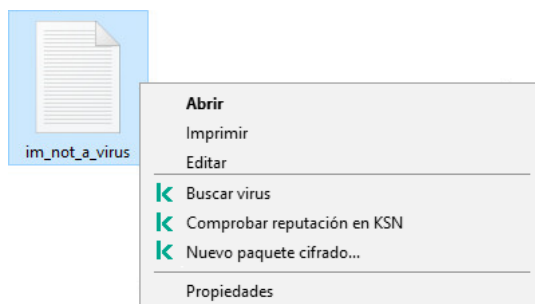 im_not_a_virus
Abrir
Imprimir
Editar
Buscar virus
Comprobar reputación en KSN
Nuevo paquete cifrado...
Propiedades